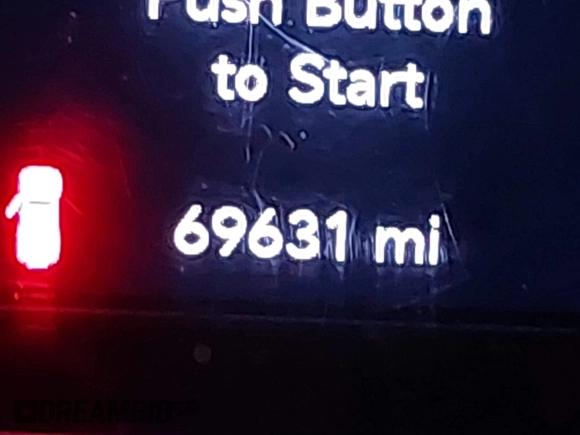 Push Button
to Start
69631 mi